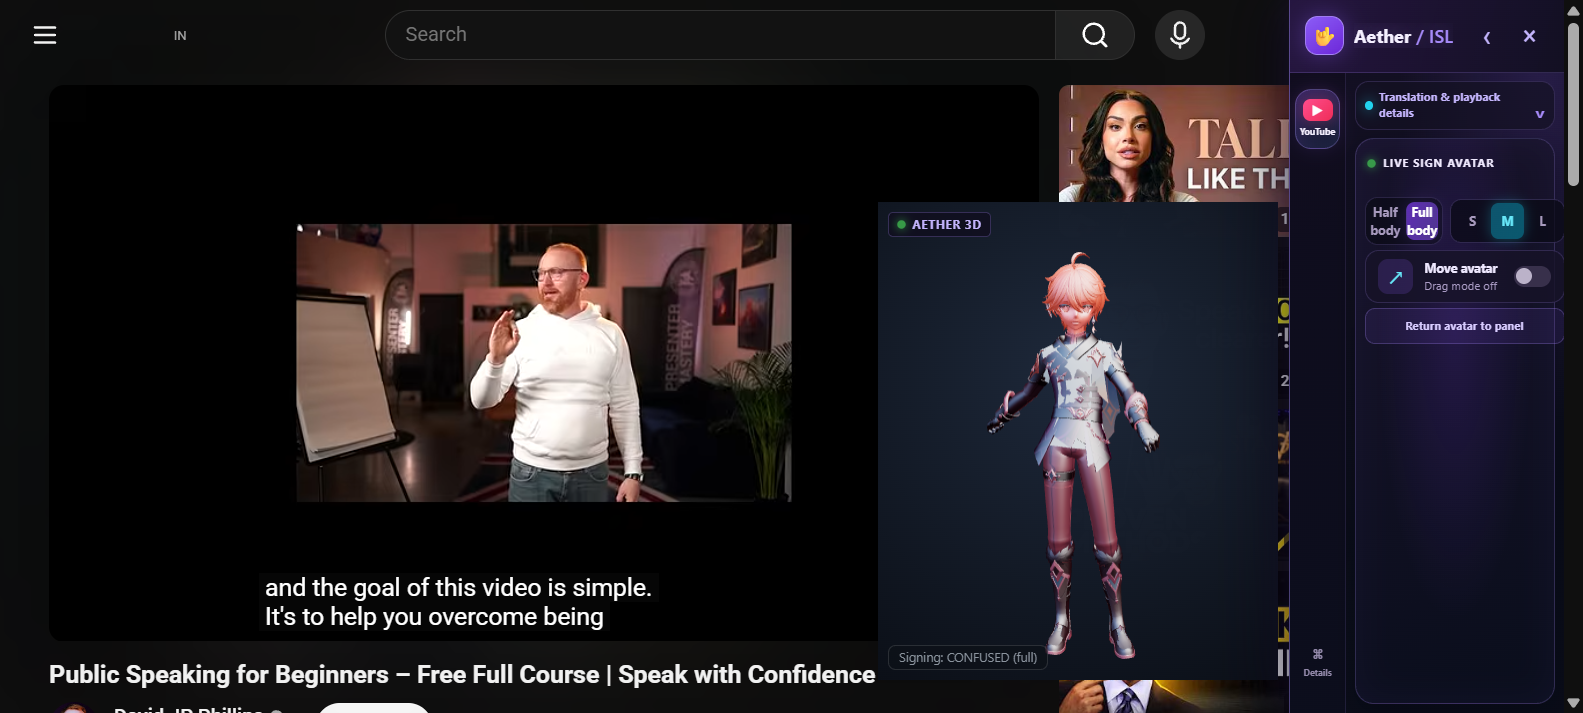 IN
Search
Aether / ISL
YouTube
Translation & playback
details
LIVE SIGN AVATAR
Half
body
Full
body
S
M
L
Move avatar
Drag mode off
Return avatar to panel
Details
TAL
LIKE TH
AETHER 3D
Signing: CONFUSED (full)
PRESENTER
MASTERY
and the goal of this video is simple.
It's to help you overcome being
Public Speaking for Beginners – Free Full Course | Speak with Confidence